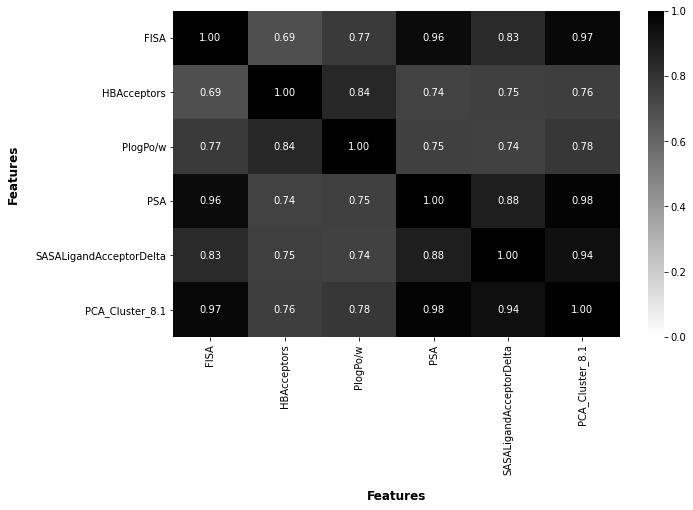 FISA 1.00 0.69 0.77 0.96 0.83 0.97
HBAcceptors 0.69 1.00 0.84 0.74 0.75 0.76
PlogPo/w 0.77 0.84 1.00 0.75 0.74 0.78
PSA 0.96 0.74 0.75 1.00 0.88 0.98
SASALigandAcceptorDelta 0.83 0.75 0.74 0.88 1.00 0.94
PCA_Cluster_8.1 0.97 0.76 0.78 0.98 0.94 1.00
Features
FISA
HBAcceptors
PlogPo/w
PSA
SASALigandAcceptorDelta
PCA_Cluster_8.1
Features
1.0
0.8
0.6
0.4
0.2
0.0